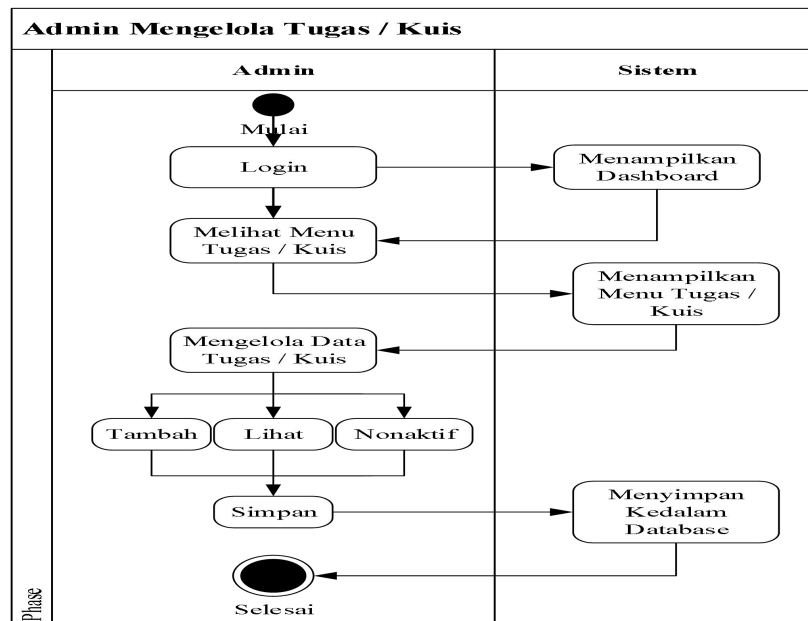 Admin Mengelola Tugas / Kuis
Admin
Sistem
Mulai
Login
Menampilkan
Dashboard
Melihat Menu
Tugas / Kuis
Menampilkan
Menu Tugas /
Kuis
Mengelola Data
Tugas / Kuis
Tambah
Lihat
Nonaktif
Simpan
Menyimpan
Kedalam
Database
Selesai
Phase